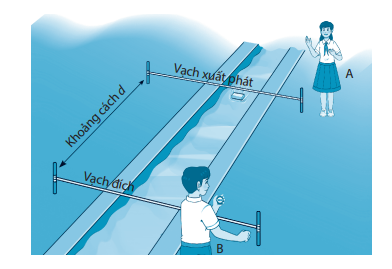 Vạch xuất phát
A
Khoảng cách d
Vạch đích
B